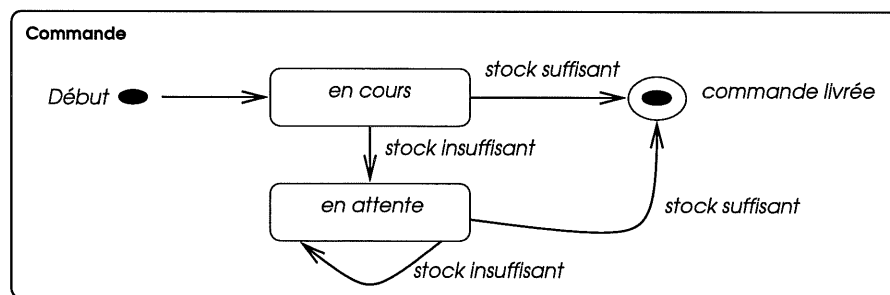 Commande
stock suffisant
Début
en cours
commande livrée
stock insuffisant
en attente
stock suffisant
stock insuffisant